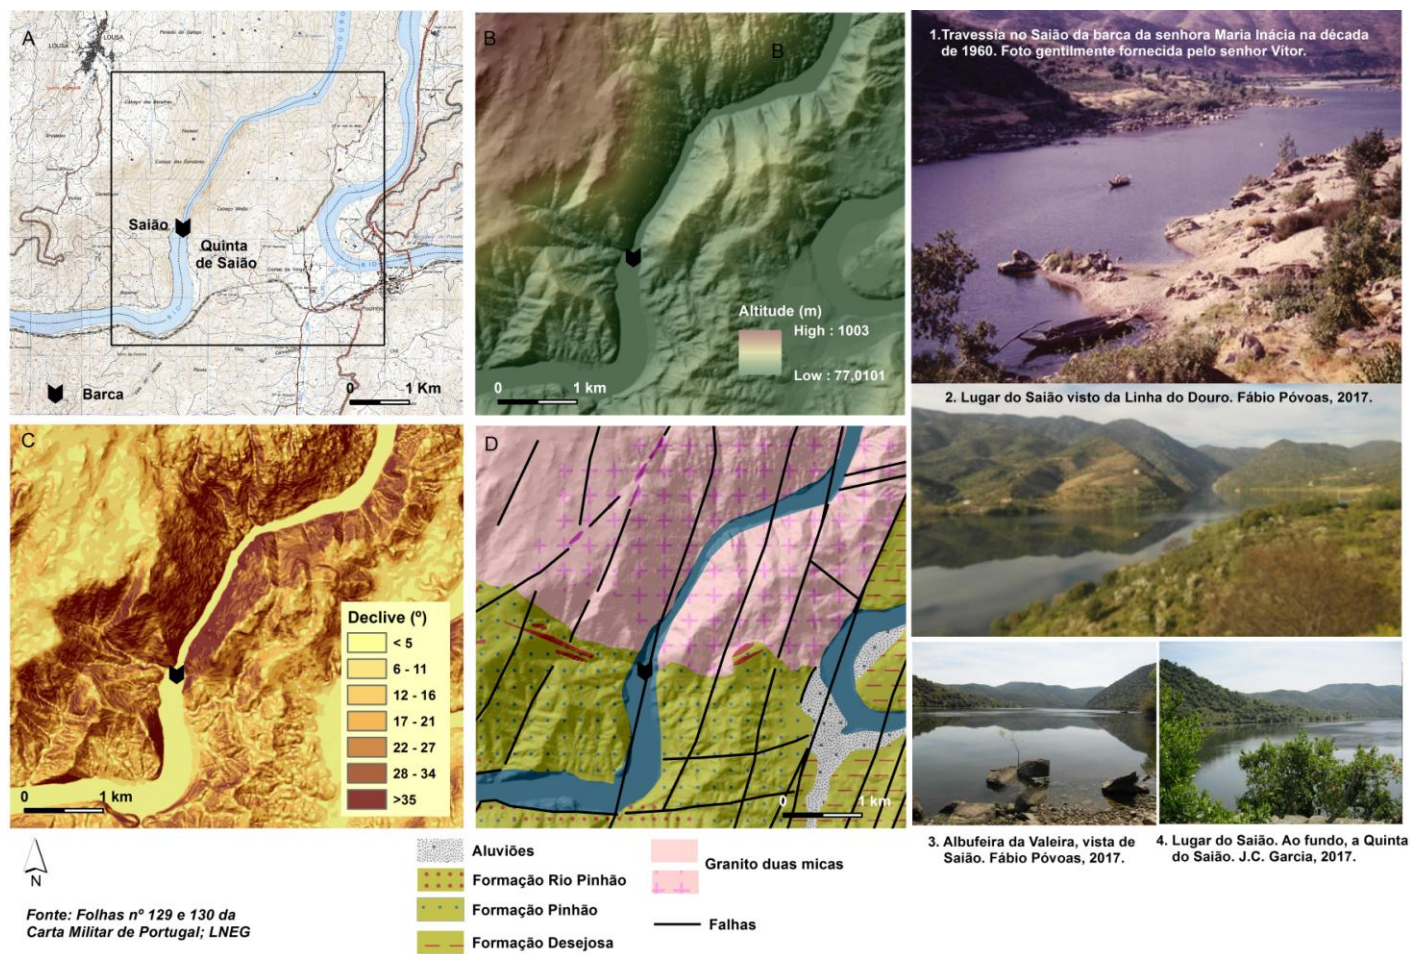 A
LOUSA
LOUSA
Saião
Quinta
de Saião
Barca
0 1 Km
B
B
Altitude (m)
High : 1003
Low : 77,0101
0 1 km
1.Travessia no Saião da barca da senhora Maria Inácia na década
de 1960. Foto gentilmente fornecida pelo senhor Vítor.
2. Lugar do Saião visto da Linha do Douro. Fábio Póvoas, 2017.
C
Declive (º)
< 5
6 - 11
12 - 16
17 - 21
22 - 27
28 - 34
>35
0 1 km
D
0 1 km
3. Albufeira da Valeira, vista de
Saião. Fábio Póvoas, 2017.
4. Lugar do Saião. Ao fundo, a Quinta
do Saião. J.C. Garcia, 2017.
N
Fonte: Folhas nº 129 e 130 da
Carta Militar de Portugal; LNEG
Aluviões
Formação Rio Pinhão
Formação Pinhão
Formação Desejosa
Granito duas micas
Falhas